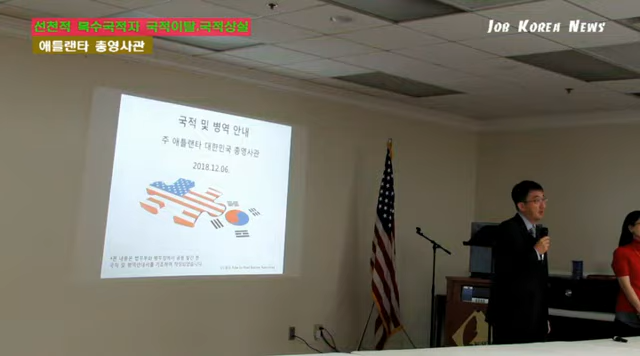 선천적 복수국적자 국적이탈.국적상실
애틀랜타 총영사관
Job Korea News
국적 및 병역 안내
주 애틀랜타 대한민국 총영사관
2018.12.06.